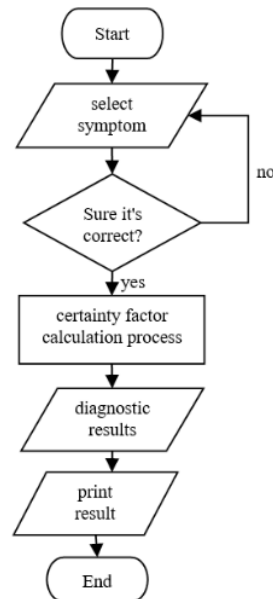 Start
select
symptom
no
Sure it's
correct?
yes
certainty factor
calculation process
diagnostic
results
print
result
End